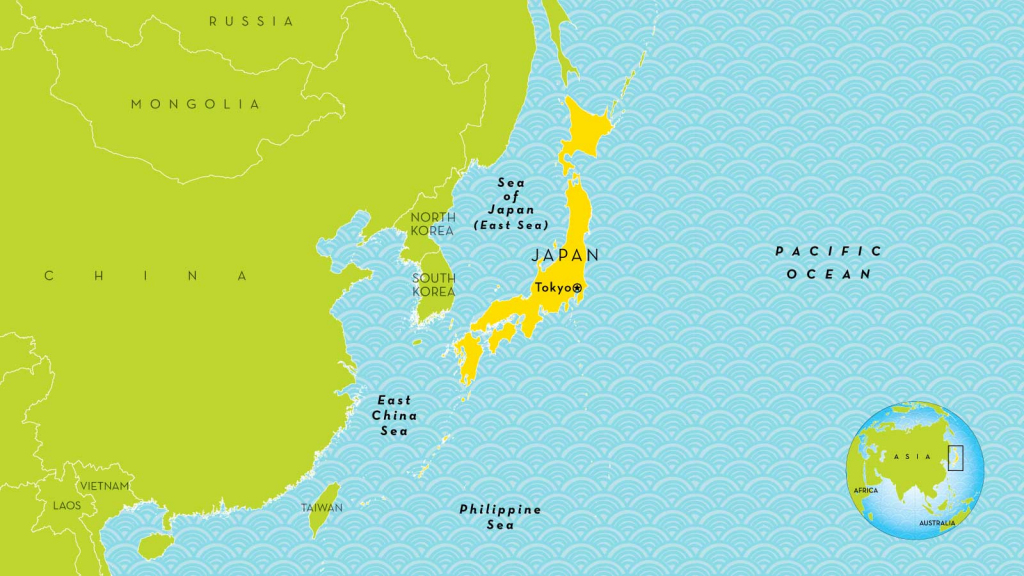 RUSSIA
MONGOLIA
Sea
of
Japan
(East Sea)
NORTH
KOREA
JAPAN
PACIFIC
OCEAN
CHINA
SOUTH
KOREA
Tokyo
East
China
Sea
ASIA
VIETNAM
AFRICA
LAOS
TAIWAN
Philippine
Sea
AUSTRALIA